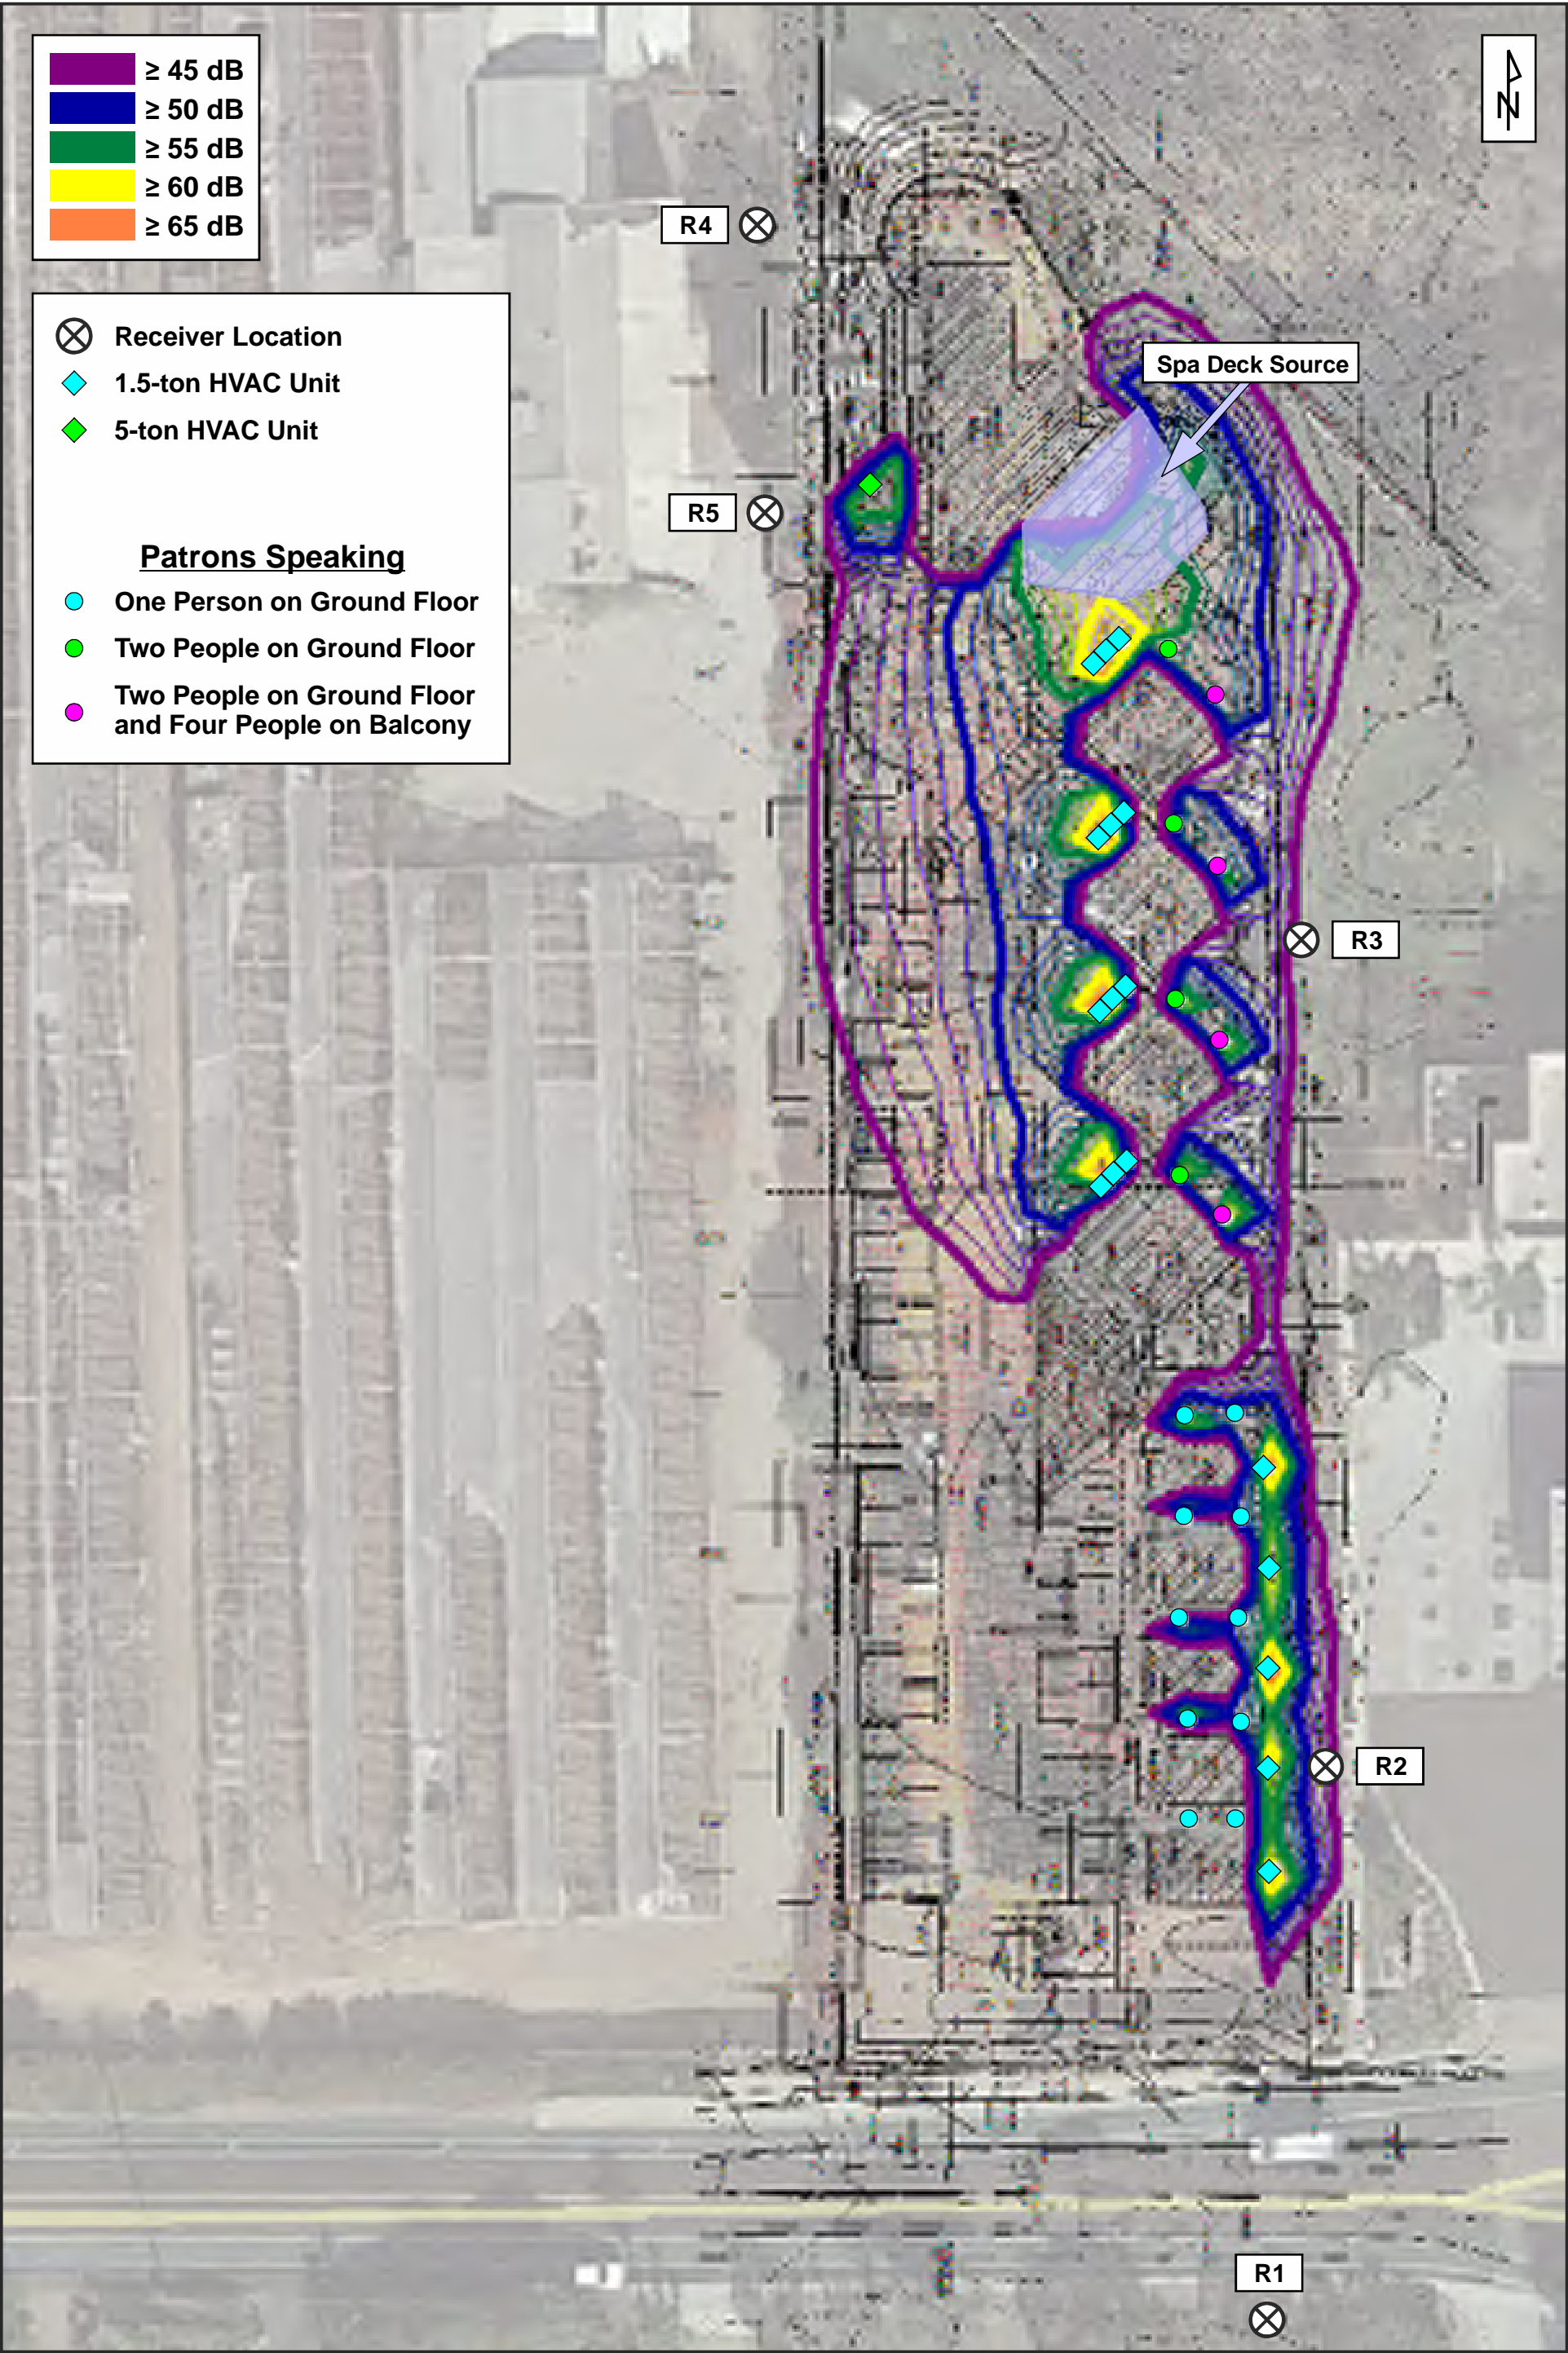 ≥ 45 dB
≥ 50 dB
≥ 55 dB
≥ 60 dB
≥ 65 dB
N
R4
Receiver Location
1.5-ton HVAC Unit
5-ton HVAC Unit
Patrons Speaking
One Person on Ground Floor
Two People on Ground Floor
Two People on Ground Floor
and Four People on Balcony
Spa Deck Source
R5
R3
R2
R1